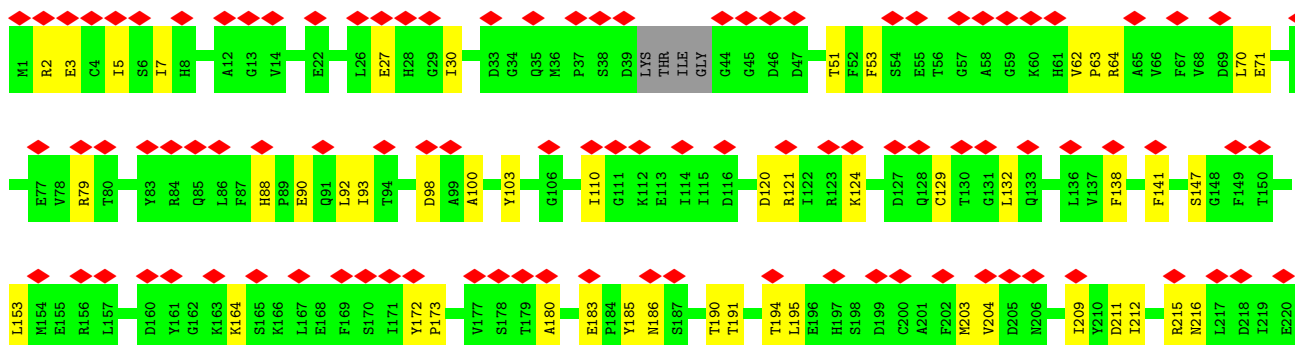 M1 R2 E3 C4 I5 S6 I7 H8 A12 G13 V14 E22 L26 E27 H28 G29 I30 D33 G34 Q35 M36 P37 S38 D39 LYS THR ILE GLY G44 G45 D46 D47 T51 F52 F53 S54 E55 T56 G57 A58 G59 K60 H61 V62 P63 R64 A65 V66 F67 V68 D69 L70 E71
E77 V78 R79 T80 Y83 R84 Q85 L86 F87 H88 P89 E90 Q91 L92 I93 T94 D98 A99 A100 Y103 G106 I110 G111 K112 E113 I114 I115 D116 D120 R121 I122 R123 K124 D127 Q128 C129 T130 G131 L132 Q133 L136 V137 F138 F141 S147 G148 F149 T150
L153 M154 E155 R156 L157 D160 Y161 G162 K163 K164 S165 K166 L167 E168 F169 S170 I171 Y172 P173 V177 S178 T179 A180 E183 P184 Y185 N186 S187 T190 T191 T194 L195 E196 H197 S198 D199 C200 A201 F202 M203 V204 D205 N206 I209 Y210 D211 I212 R215 N216 L217 D218 I219 E220